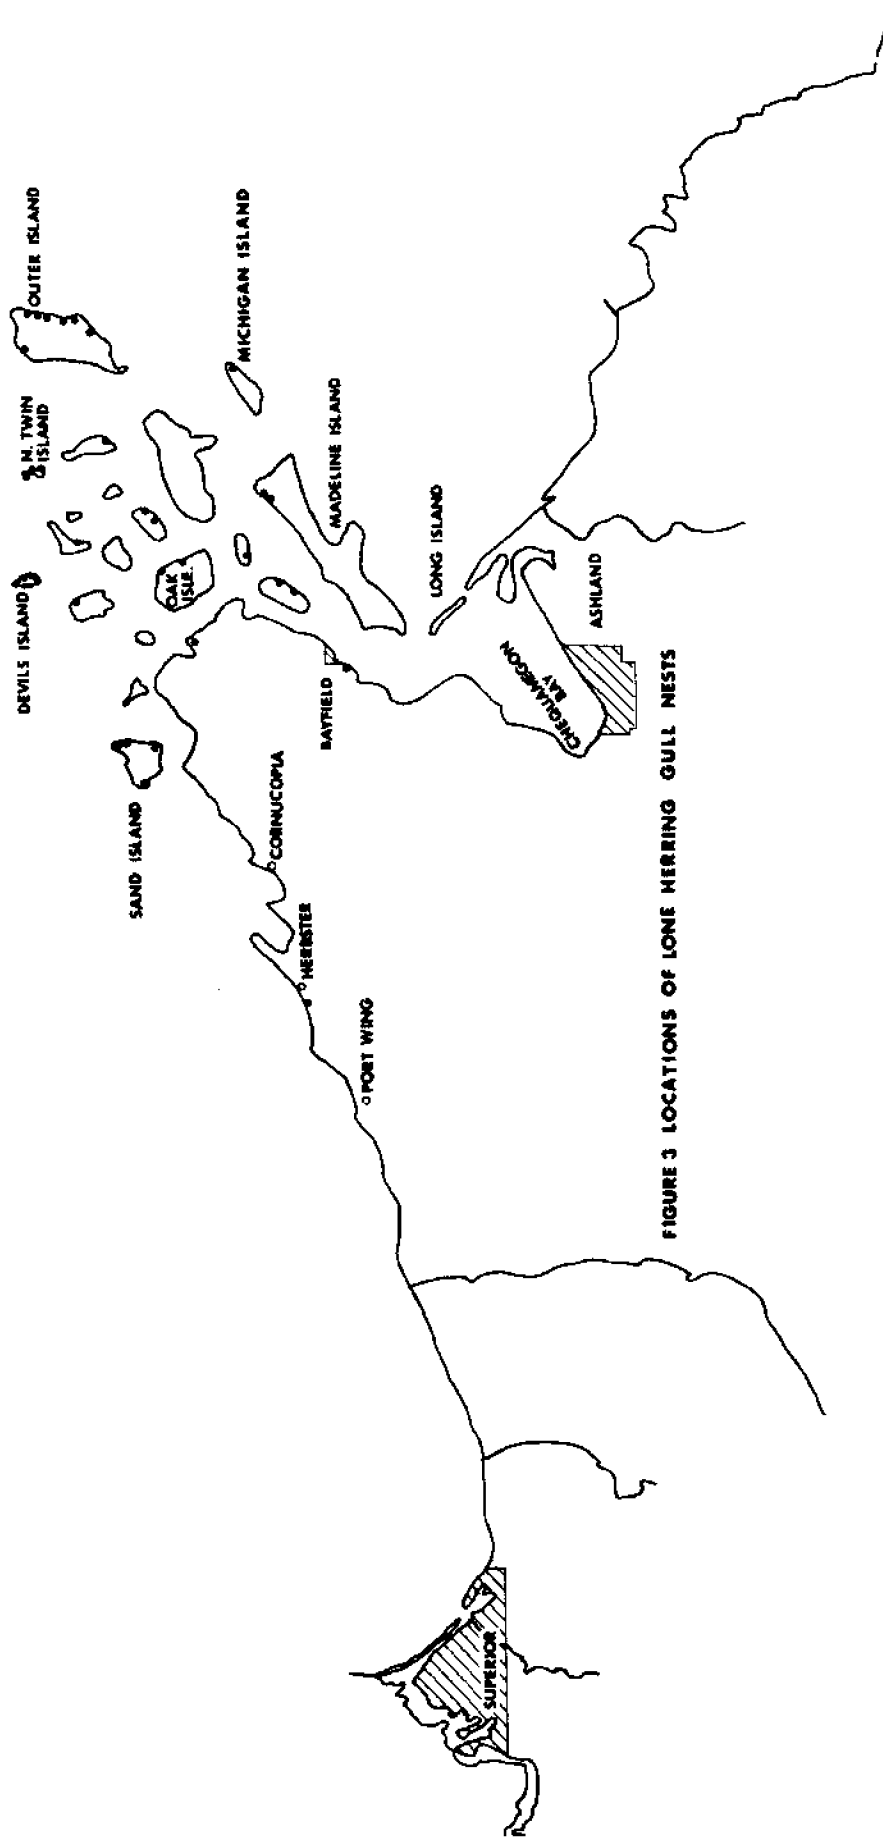 OUTER ISLAND
N. TWIN
ISLAND
DEVILS ISLAND
MICHIGAN ISLAND
OAK
ISLE.
MADELINE ISLAND
SAND ISLAND
LONG ISLAND
BAYFIELD
CORNUCOPIA
HERBSTER
PORT WING
CHEQUAMEGON
BAY
ASHLAND
SUPERIOR
FIGURE 3 LOCATIONS OF LONE HERRING GULL NESTS